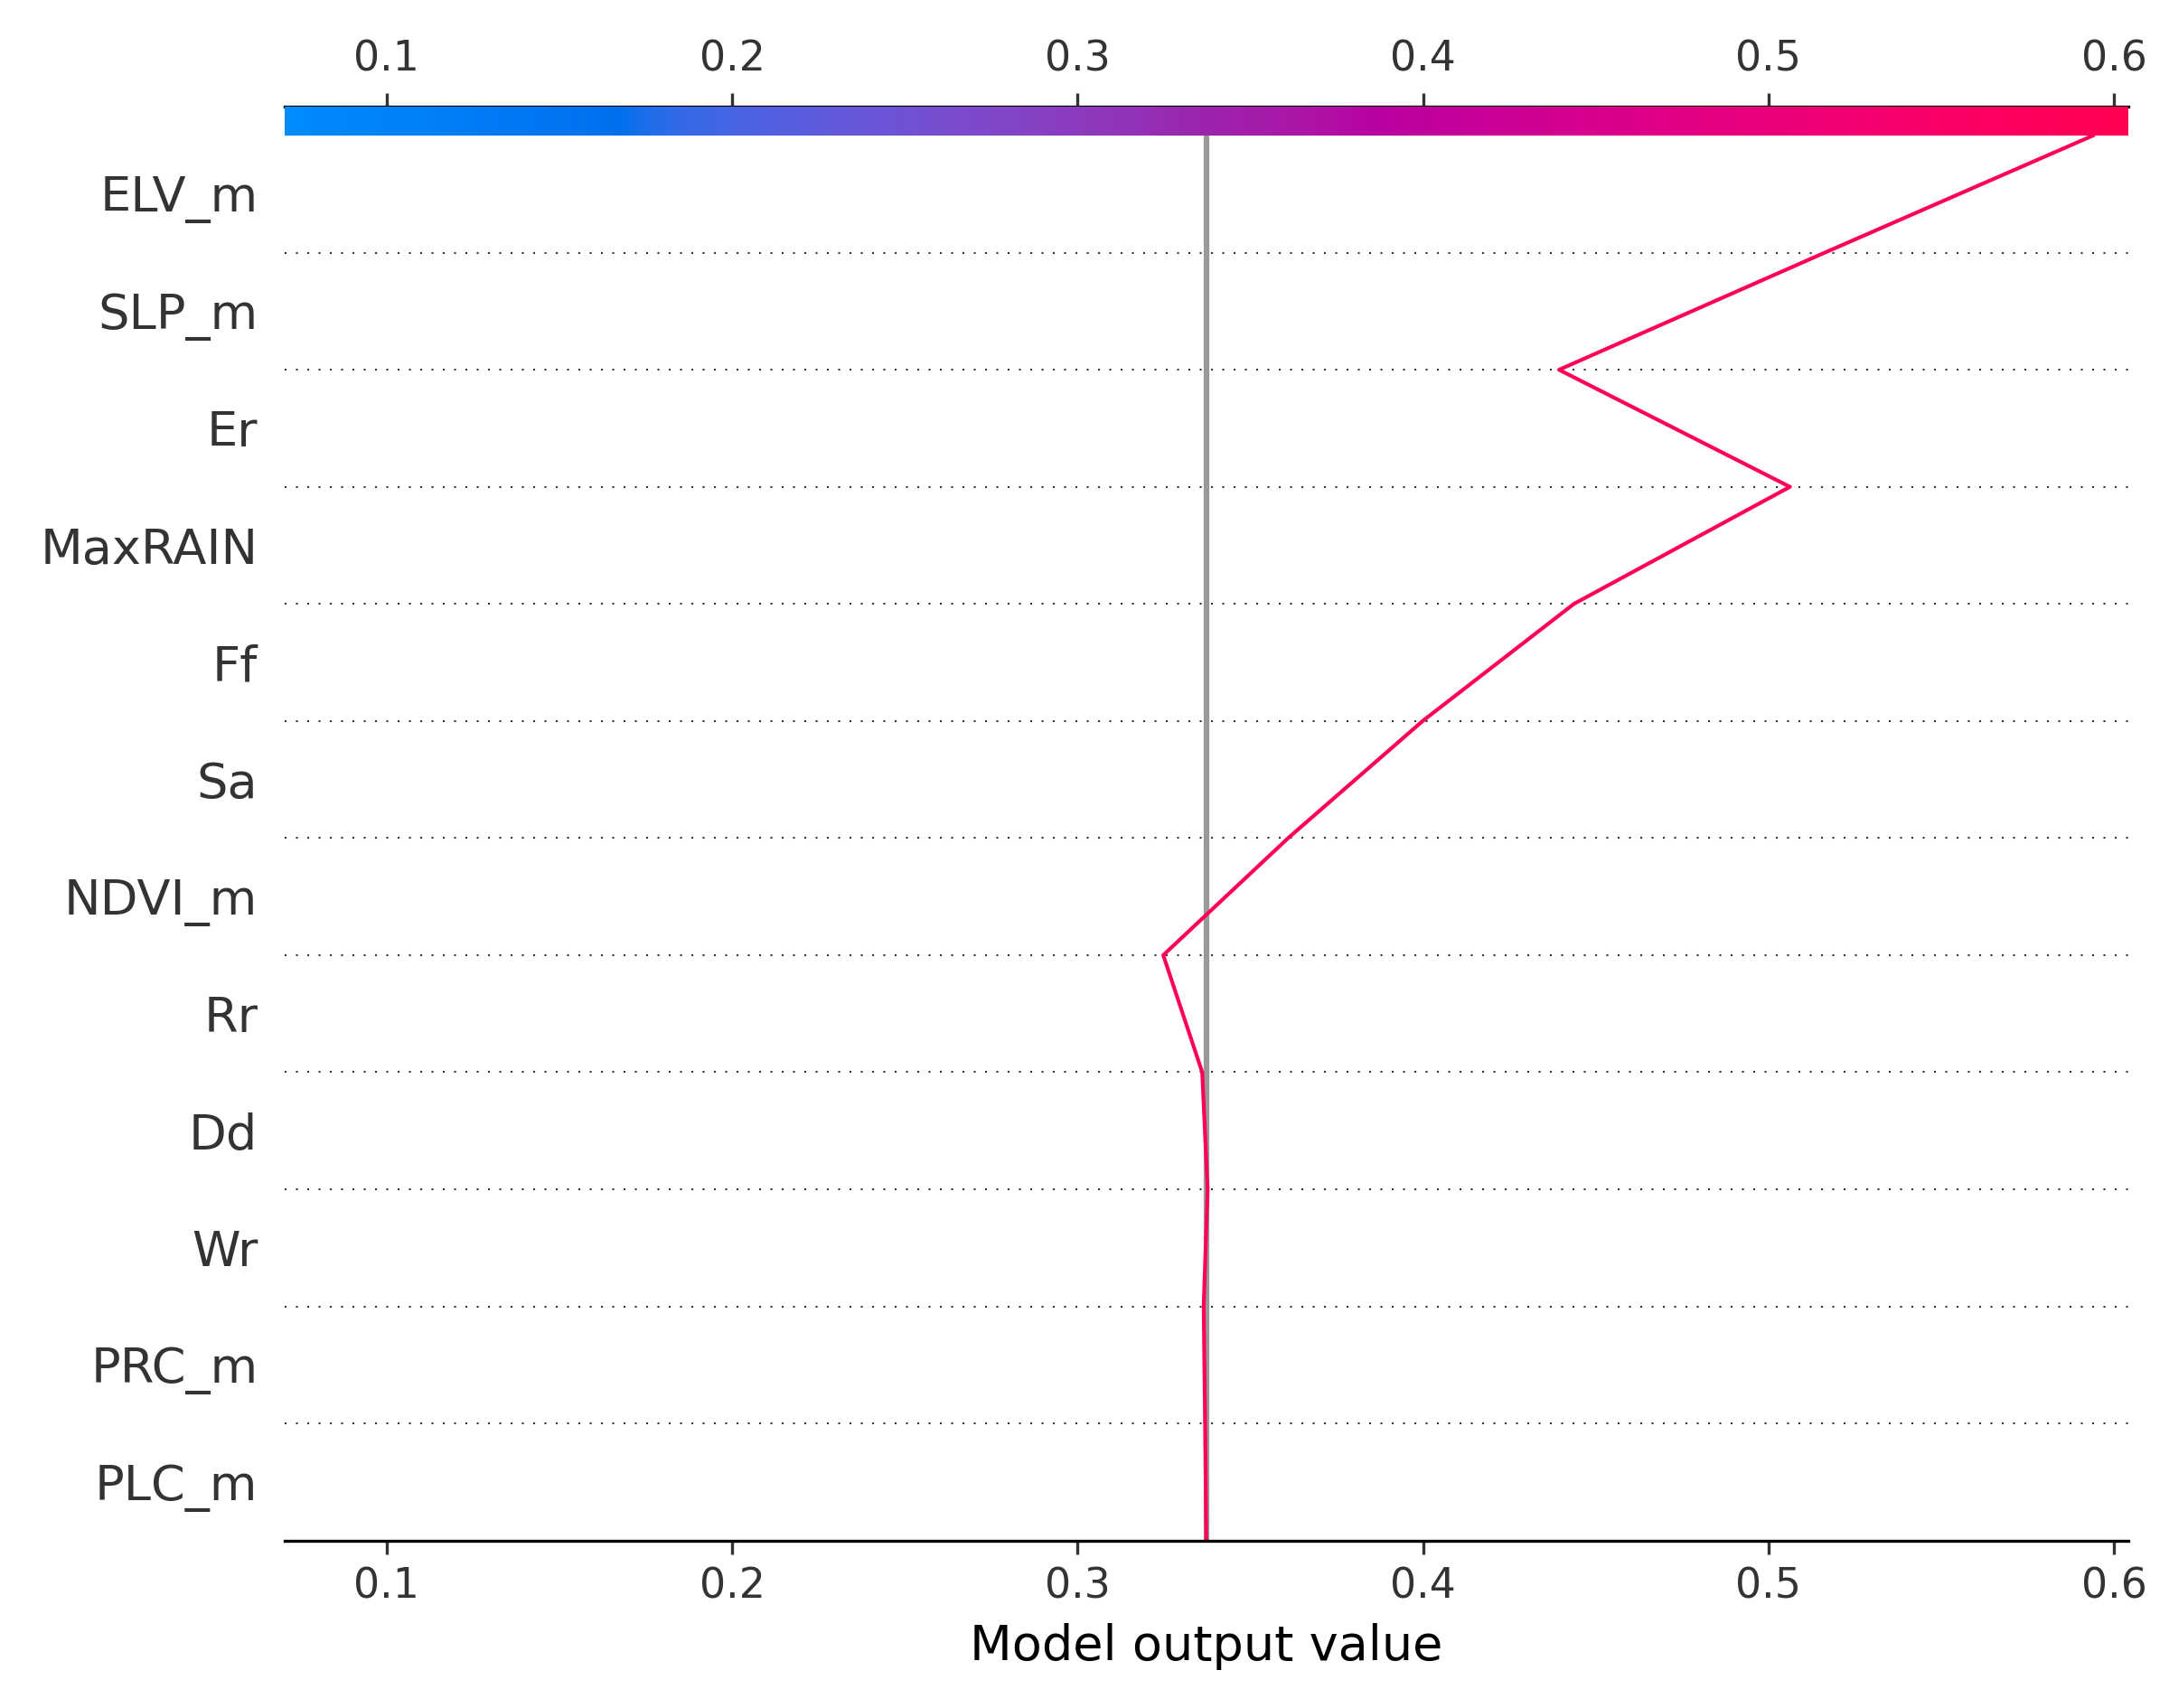 0.1 0.2 0.3 0.4 0.5 0.6
ELV_m
SLP_m
Er
MaxRAIN
Ff
Sa
NDVI_m
Rr
Dd
Wr
PRC_m
PLC_m
0.1 0.2 0.3 0.4 0.5 0.6
Model output value